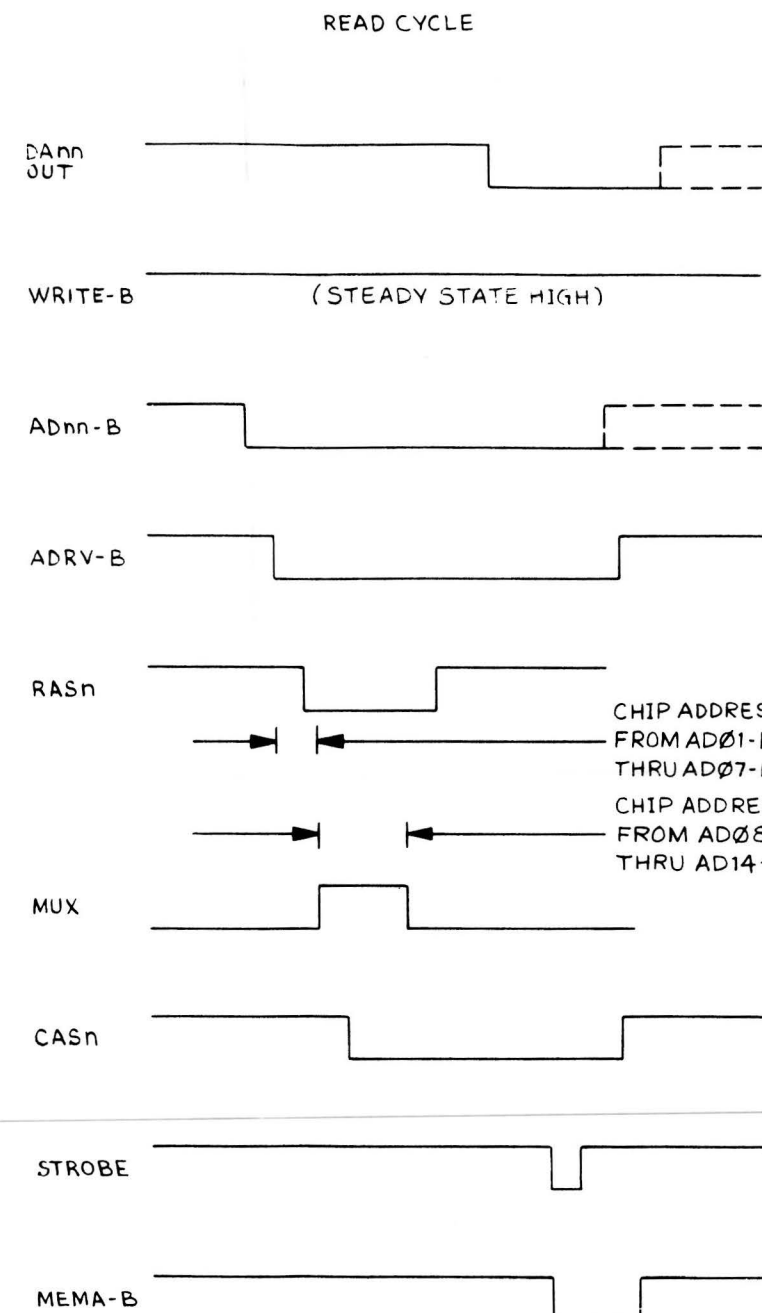 READ CYCLE
DAnn
OUT
WRITE-B
(STEADY STATE HIGH)
ADnn-B
ADRV-B
RASn
CHIP ADDRES
FROM ADØ1-
THRU ADØ7-
CHIP ADDRE
FROM ADØ8
THRU AD14-
MUX
CASn
STROBE
MEMA-B